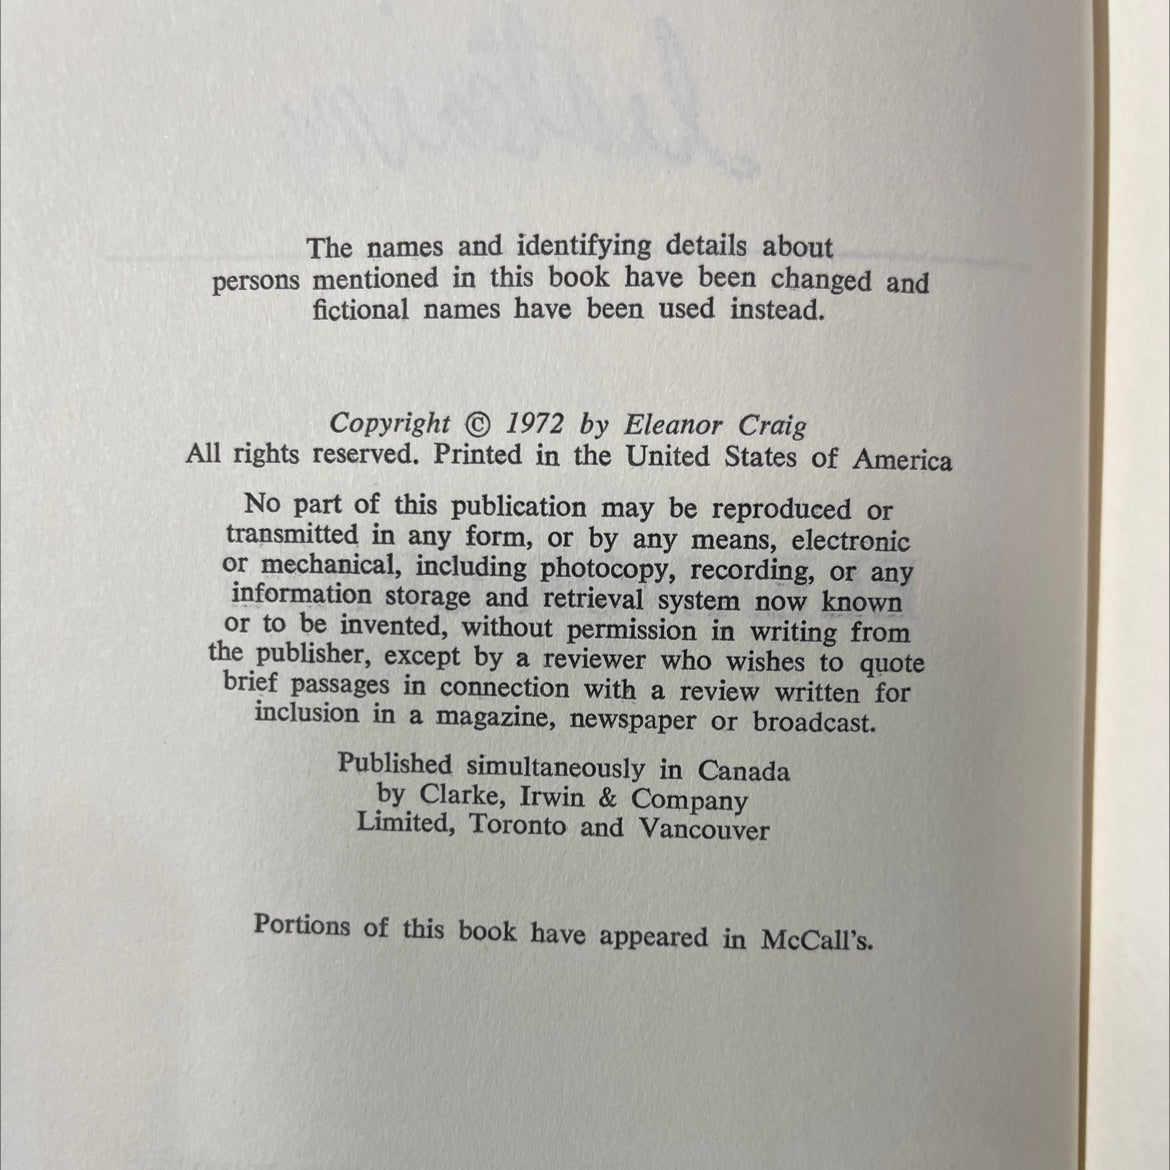 The names and identifying details about
persons mentioned in this book have been changed and
fictional names have been used instead.
Copyright © 1972 by Eleanor Craig
All rights reserved. Printed in the United States of America
No part of this publication may be reproduced or
transmitted in any form, or by any means, electronic
or mechanical, including photocopy, recording, or any
information storage and retrieval system now known
or to be invented, without permission in writing from
the publisher, except by a reviewer who wishes to quote
brief passages in connection with a review written for
inclusion in a magazine, newspaper or broadcast.
Published simultaneously in Canada
by Clarke, Irwin & Company
Limited, Toronto and Vancouver
Portions of this book have appeared in McCall's.